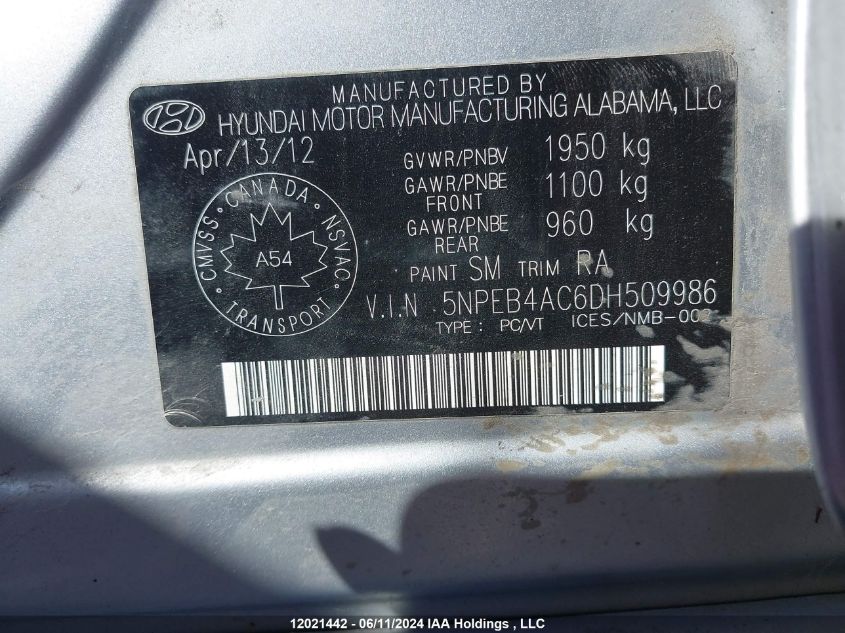 MANUFACTURED BY
HYUNDAI MOTOR MANUFACTURING ALABAMA, LLC
Apr/13/12
GVWR/PNBV 1950 kg
GAWR/PNBE FRONT 1100 kg
GAWR/PNBE REAR 960 kg
PAINT SM TRIM RA
CMVSS · CANADA · NSVAC ·
A54
TRANSPORT
V.I.N 5NPEB4AC6DH509986
TYPE : PC/VT ICES/NMB-002
12021442 - 06/11/2024 IAA Holdings , LLC